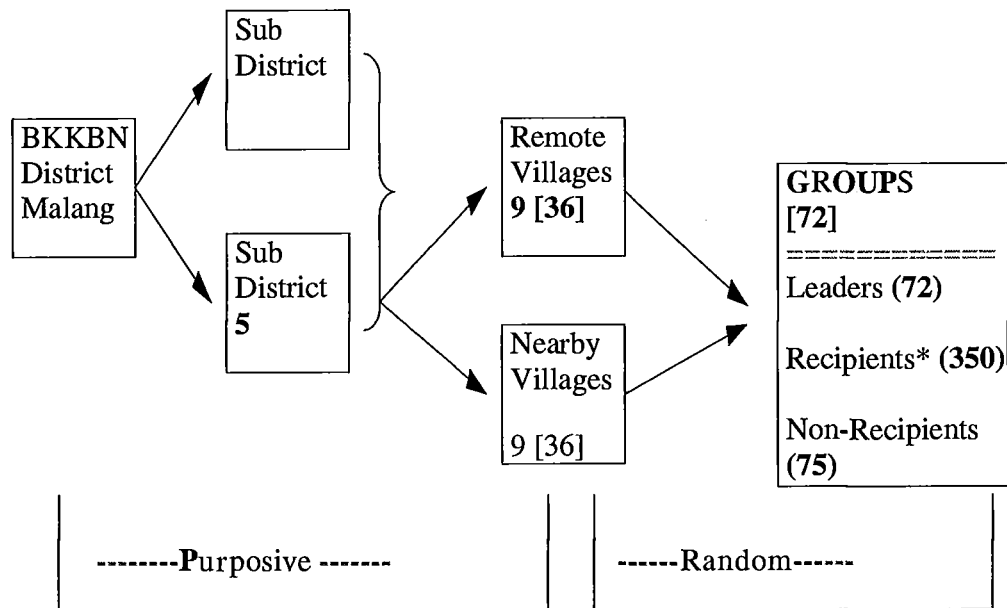 BKKBN
District
Malang
Sub
District
Sub
District
5
Remote
Villages
9 [36]
Nearby
Villages
9 [36]
GROUPS
[72]
====================
Leaders (72)
Recipients* (350)
Non-Recipients
(75)
-------Purposive ------
------Random------